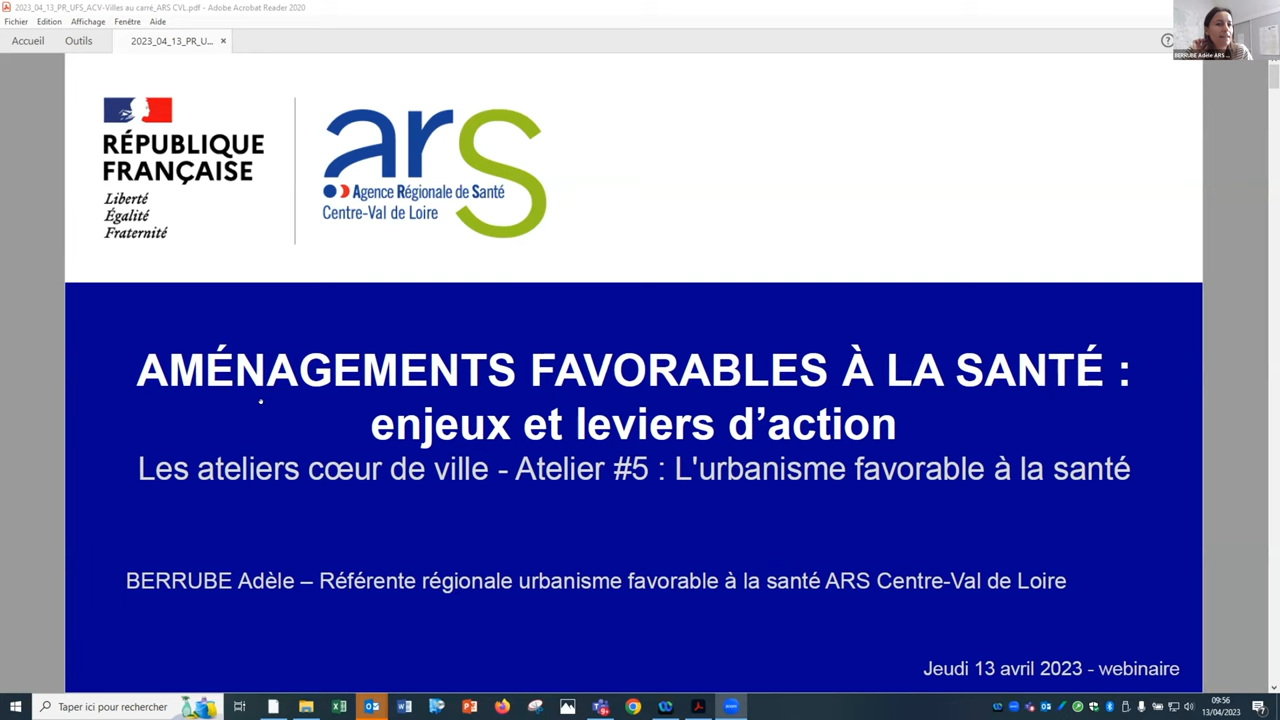 2023_04_13_PR_UFS_ACV-Villes au carré_ARS CVL.pdf - Adobe Acrobat Reader 2020
Fichier Edition Affichage Fenêtre Aide
Accueil Outils 2023_04_13_PR_U... ×
BERRUBE Adèle ARS ...
RÉPUBLIQUE
FRANÇAISE
Liberté
Égalité
Fraternité
ars
Agence Régionale de Santé
Centre-Val de Loire
AMÉNAGEMENTS FAVORABLES À LA SANTÉ :
enjeux et leviers d’action
Les ateliers cœur de ville - Atelier #5 : L'urbanisme favorable à la santé
BERRUBE Adèle – Référente régionale urbanisme favorable à la santé ARS Centre-Val de Loire
Jeudi 13 avril 2023 - webinaire
Taper ici pour rechercher
09:56
13/04/2023